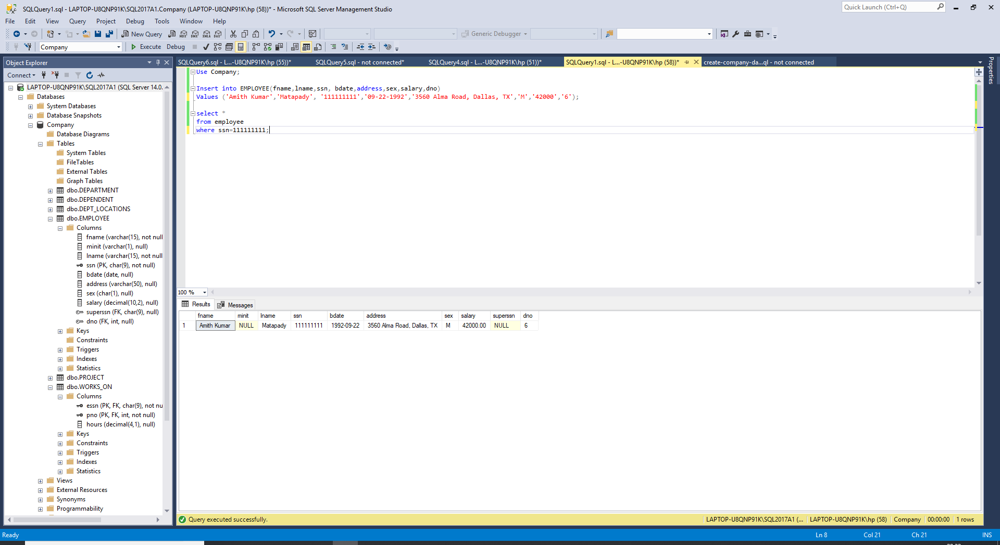 SQLQuery1.sql - LAPTOP-U8QNP91K\SQL2017A1.Company (LAPTOP-U8QNP91K\hp (58))* - Microsoft SQL Server Management Studio
Quick Launch (Ctrl+Q)
File Edit View Query Project Debug Tools Window Help
New Query
MDX DMX XMLA DAX
Generic Debugger
Company
Execute Debug
Object Explorer
SQLQuery6.sql - L...-U8QNP91K\hp (55))*
SQLQuery5.sql - not connected*
SQLQuery4.sql - L...-U8QNP91K\hp (51))*
SQLQuery1.sql - L...-U8QNP91K\hp (58))*
create-company-da...ql - not connected
Properties
Connect
LAPTOP-U8QNP91K\SQL2017A1 (SQL Server 14.0.
Databases
System Databases
Database Snapshots
Company
Database Diagrams
Tables
System Tables
FileTables
External Tables
Graph Tables
dbo.DEPARTMENT
dbo.DEPENDENT
dbo.DEPT_LOCATIONS
dbo.EMPLOYEE
Columns
fname (varchar(15), not null
minit (varchar(1), null)
lname (varchar(15), not null
ssn (PK, char(9), not null)
bdate (date, null)
address (varchar(50), null)
sex (char(1), null)
salary (decimal(10,2), null)
superssn (FK, char(9), null)
dno (FK, int, null)
Keys
Constraints
Triggers
Indexes
Statistics
dbo.PROJECT
dbo.WORKS_ON
Columns
essn (PK, FK, char(9), not nu
pno (PK, FK, int, not null)
hours (decimal(4,1), null)
Keys
Constraints
Triggers
Indexes
Statistics
Views
External Resources
Synonyms
Programmability
Use Company;
Insert into EMPLOYEE(fname,lname,ssn, bdate,address,sex,salary,dno)
Values ('Amith Kumar','Matapady', '111111111','09-22-1992','3560 Alma Road, Dallas, TX','M','42000','6');
select *
from employee
where ssn=111111111;
100 %
Results Messages
fname minit lname ssn bdate address sex salary superssn dno
1 Amith Kumar NULL Matapady 111111111 1992-09-22 3560 Alma Road, Dallas, TX M 42000.00 NULL 6
Query executed successfully.
LAPTOP-U8QNP91K\SQL2017A1 (... LAPTOP-U8QNP91K\hp (58) Company 00:00:00 1 rows
Ready Ln 8 Col 21 Ch 21 INS